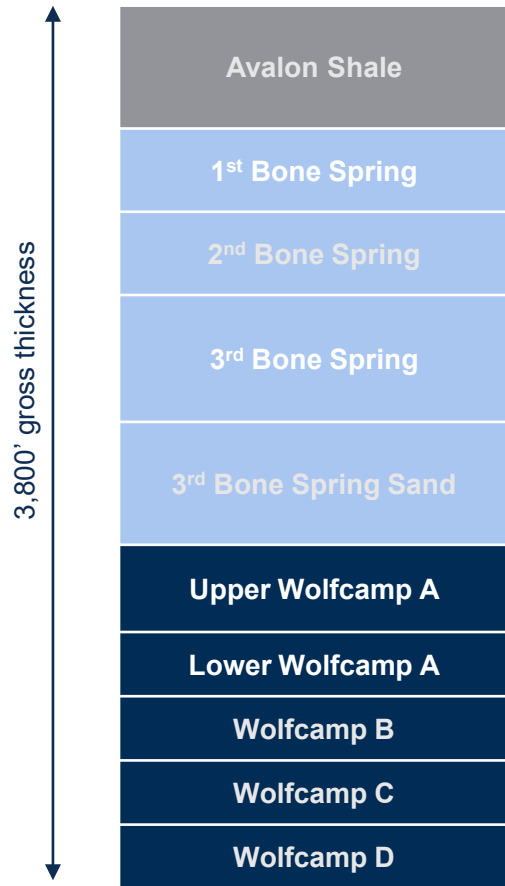 3,800’ gross thickness
Avalon Shale
1st Bone Spring
2nd Bone Spring
3rd Bone Spring
3rd Bone Spring Sand
Upper Wolfcamp A
Lower Wolfcamp A
Wolfcamp B
Wolfcamp C
Wolfcamp D